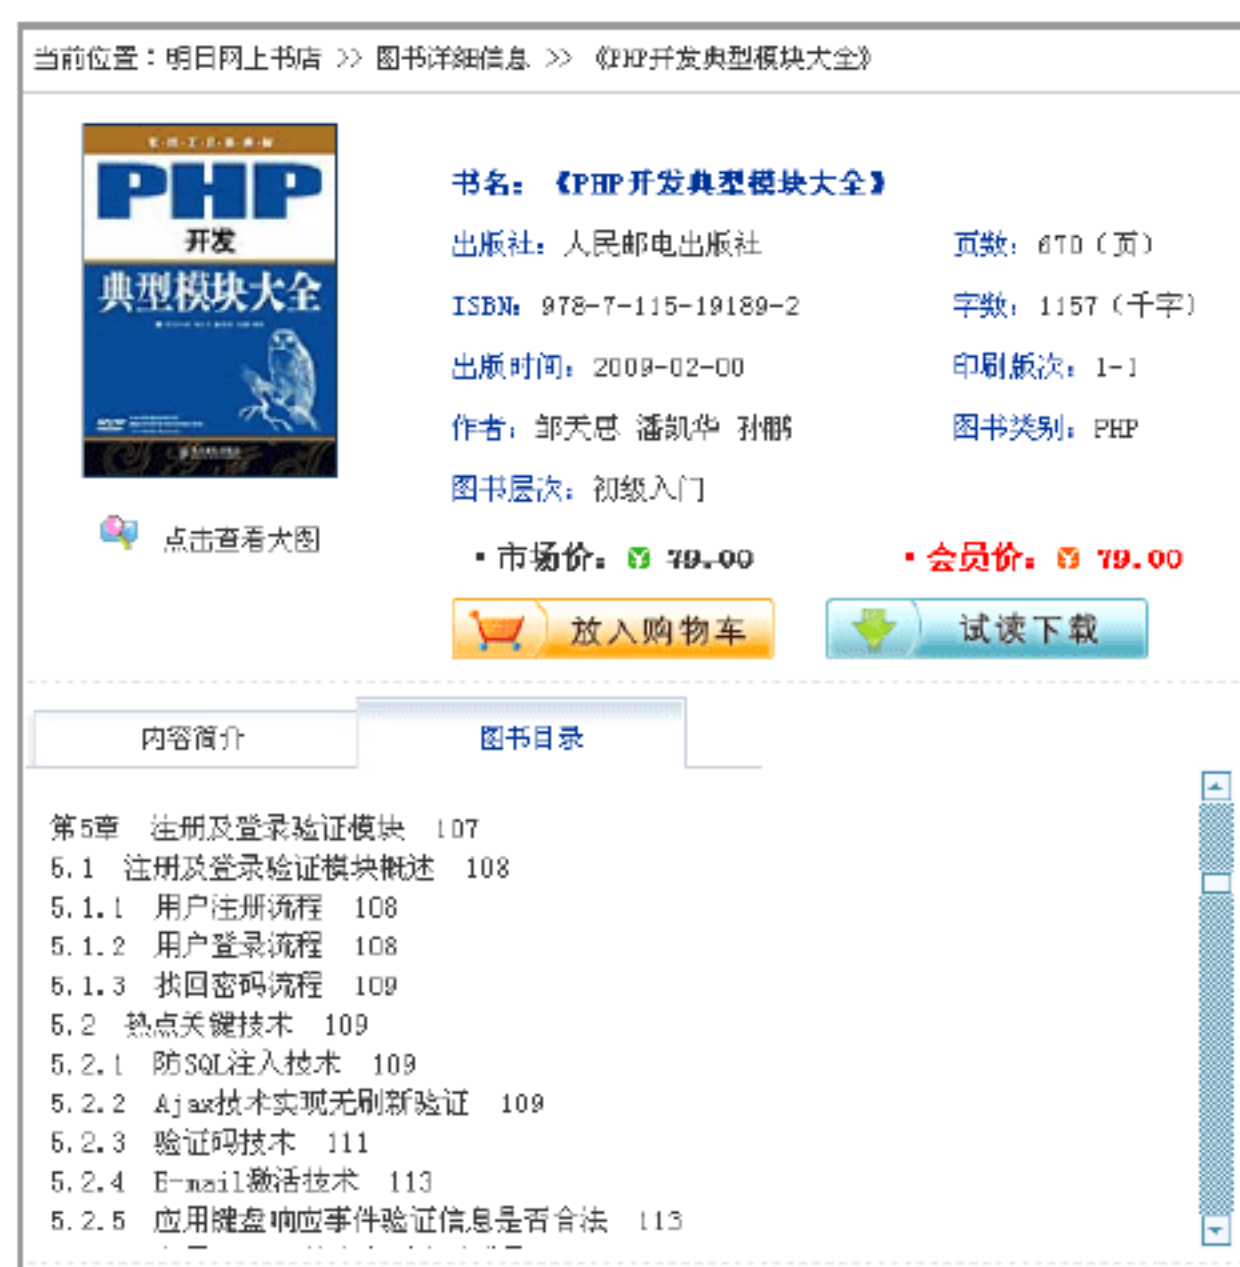 当前位置：明日网上书店 >> 图书详细信息 >> 《PHP开发典型模块大全》
PHP
开发
典型模块大全
书名：《PHP开发典型模块大全》
出版社：人民邮电出版社 页数：670（页）
ISBN：978-7-115-19189-2 字数：1157（千字）
出版时间：2009-02-00 印刷版次：1-1
作者：邹天思 潘凯华 孙鹏 图书类别：PHP
图书层次：初级入门
点击查看大图
▪市场价：¥ 79.00 ▪会员价：¥ 79.00
放入购物车 试读下载
内容简介 图书目录
第5章 注册及登录验证模块 107
5.1 注册及登录验证模块概述 108
5.1.1 用户注册流程 108
5.1.2 用户登录流程 108
5.1.3 找回密码流程 109
5.2 热点关键技术 109
5.2.1 防SQL注入技术 109
5.2.2 Ajax技术实现无刷新验证 109
5.2.3 验证码技术 111
5.2.4 E-mail激活技术 113
5.2.5 应用键盘响应事件验证信息是否合法 113